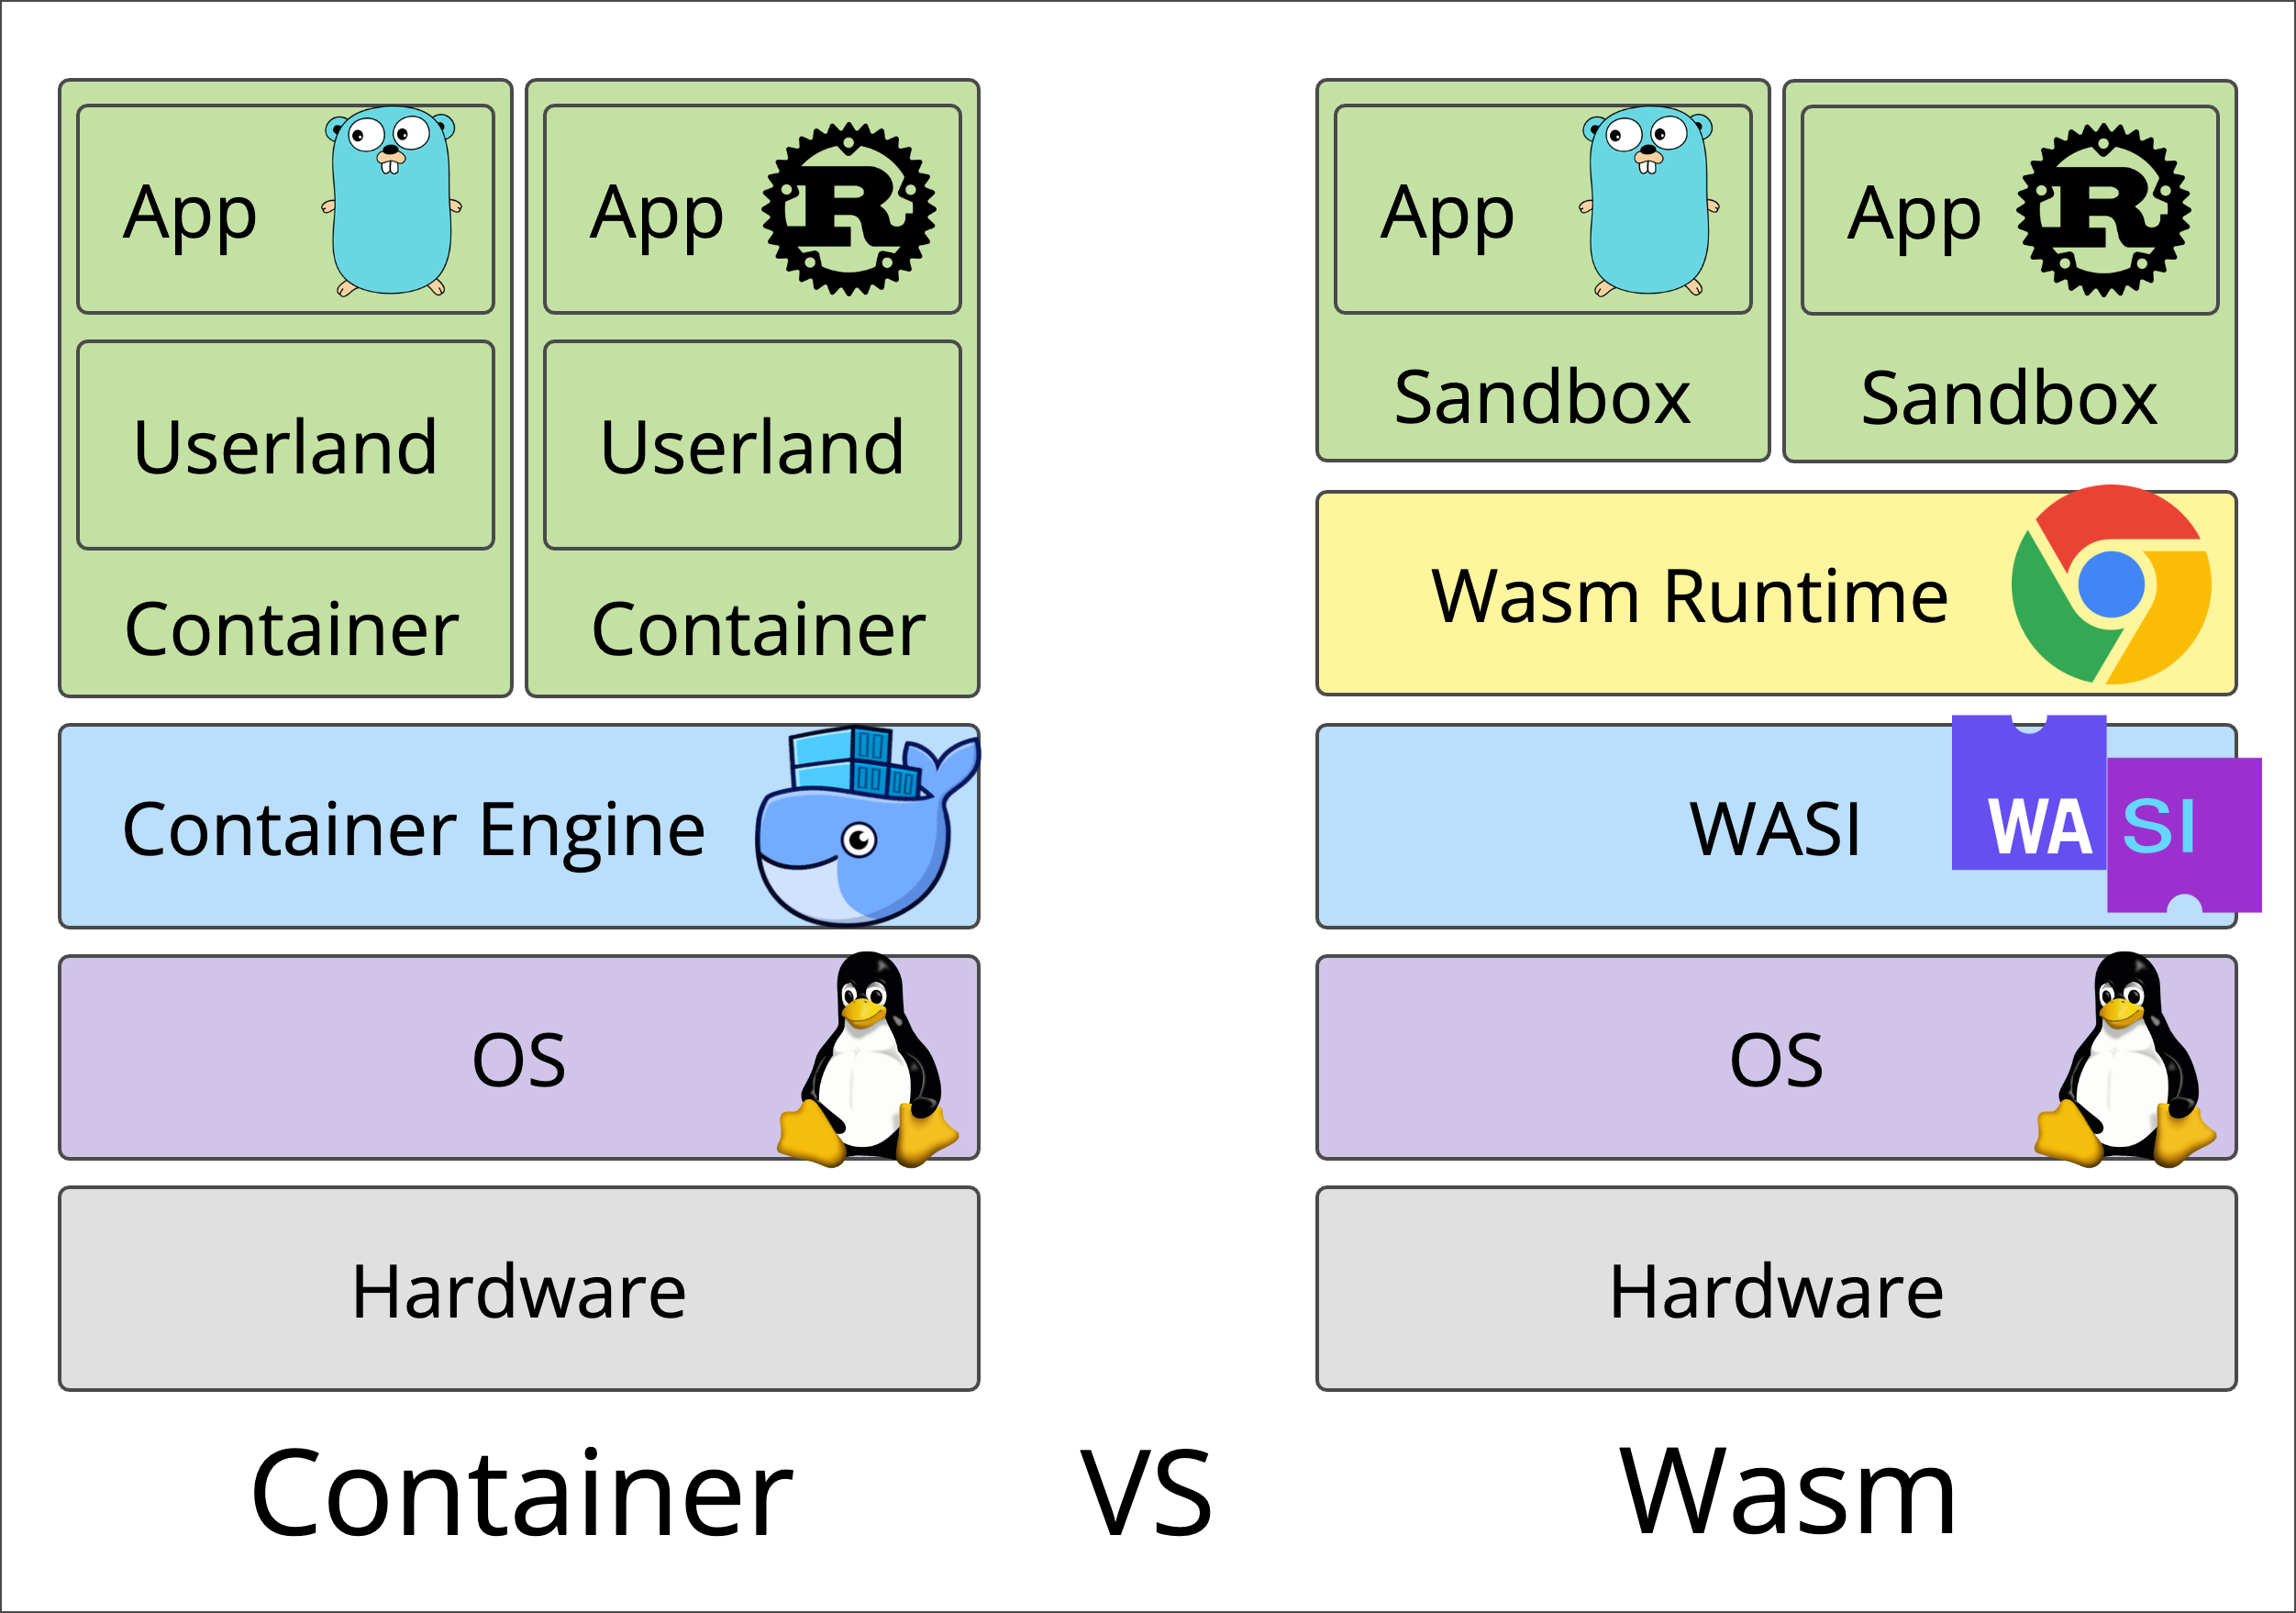 App
App
Userland
Userland
Container
Container
Container Engine
OS
Hardware
Container
VS
App
R
App
R
Sandbox
Sandbox
Wasm Runtime
WASI
WA SI
OS
Hardware
Wasm